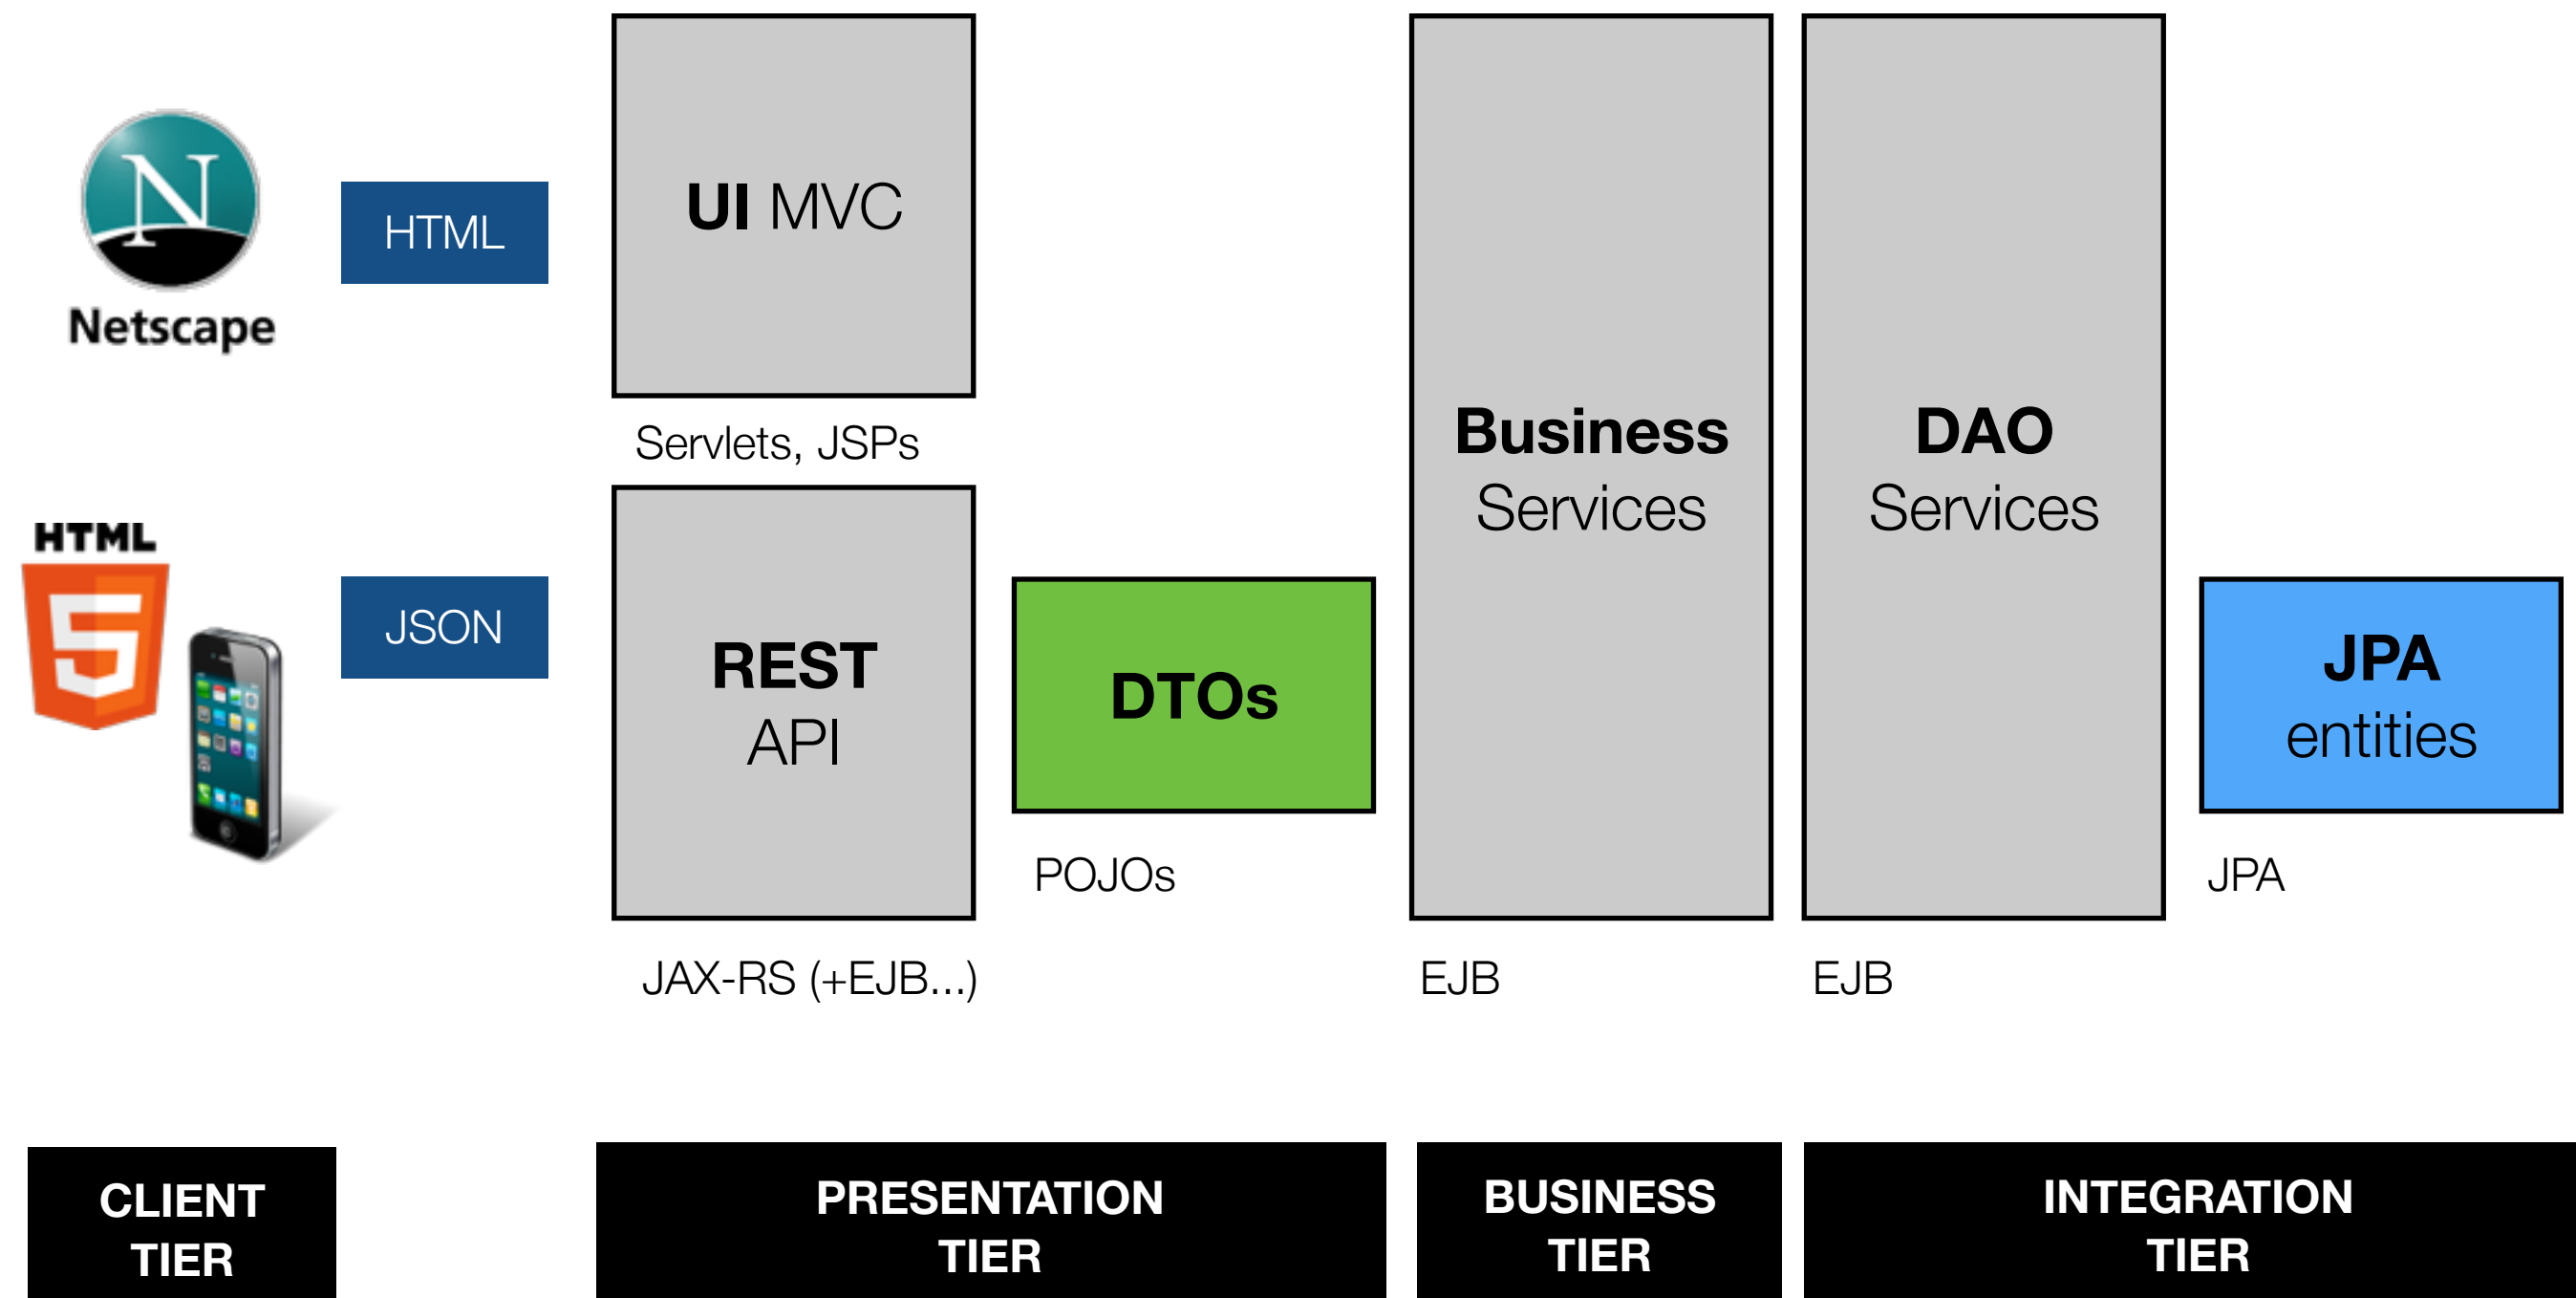 N
Netscape
HTML
UI MVC
Servlets, JSPs
HTML
5
JSON
REST
API
JAX-RS (+EJB...)
DTOs
POJOs
Business
Services
EJB
DAO
Services
EJB
JPA
entities
JPA
CLIENT
TIER
PRESENTATION
TIER
BUSINESS
TIER
INTEGRATION
TIER